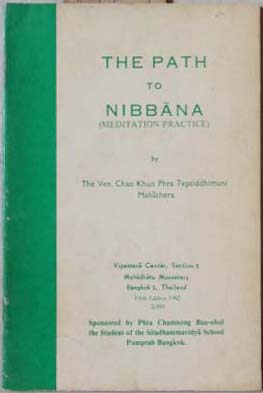 THE PATH
TO
NIBBĀNA
(MEDITATION PRACTICE)
by
The Ven. Chao Khun Phra Tepsiddhimuni
Mahāthera
Vipassanā Center, Section 5
Mahādhātu Monastery
Bangkok 2, Thailand
Fifth Edition 1962
Sponsored by Phra Chamnong Bua-ubol
the Student of the Sitadhammavidyā School
Pomprab Bangkok.